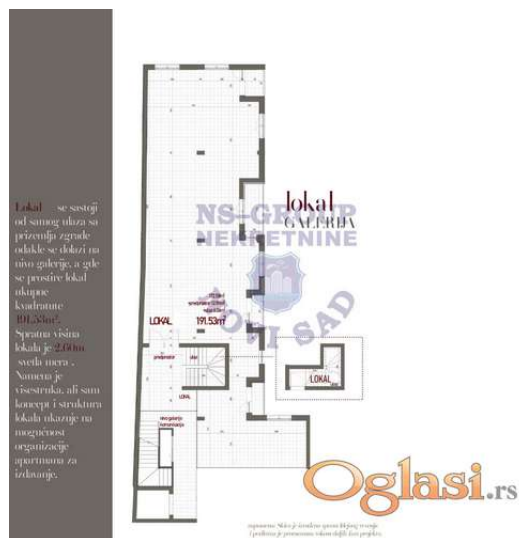 Lokal se sastoji
od samog ulaza sa
prizemlja zgrade
odakle se dolazi na
nivo galerije, a gde
se prostire lokal
ukupne
kvadratute
191,53m².
Spratna visina
lokala je 2.60m
svetla mera .
Namena je
visestruka, ali sam
koncept i struktura
lokala ukazuje na
mogućnost
organizacije
apartmana za
izdavanje.
lokal
GALERIJA
NS-GROUP
NEKRETNINE
NOVI SAD
LOKAL 191.53m²
LOKAL
LOKAL
Oglasi.rs